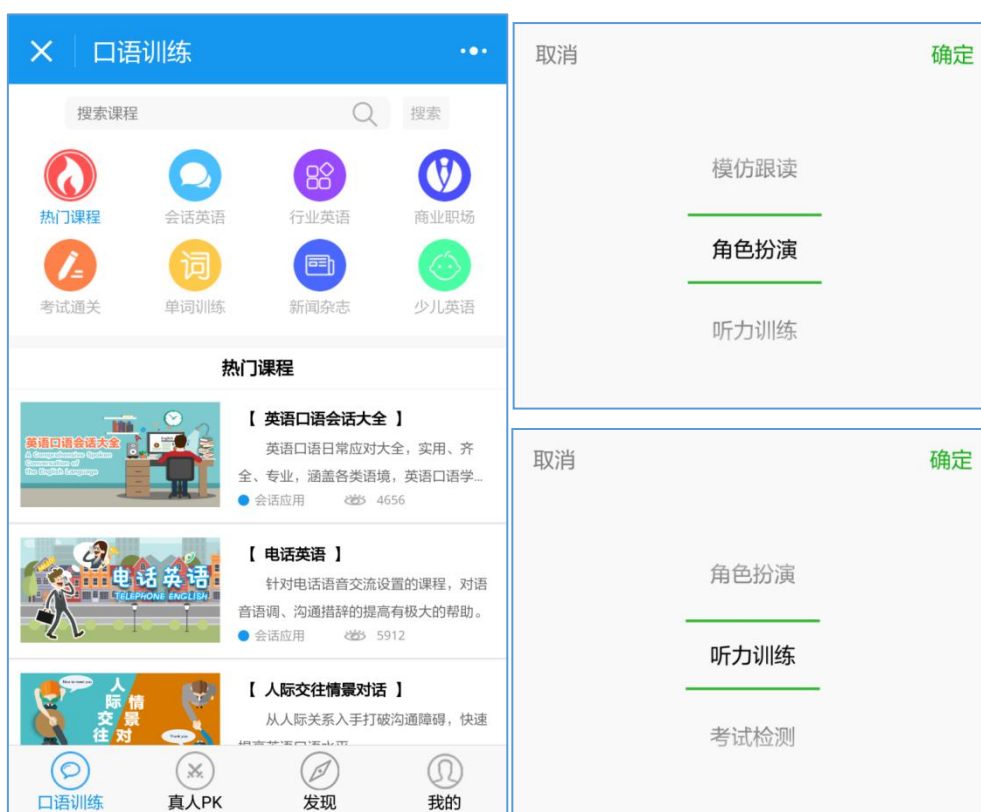 口语训练
搜索课程
搜索
热门课程
会话英语
行业英语
商业职场
考试通关
词
单词训练
新闻杂志
少儿英语
热门课程
英语口语会话大全
A Comprehensive Spoken
Conversation of
the English Language
【 英语口语会话大全 】
英语口语日常应对大全，实用、齐
全、专业，涵盖各类语境，英语口语学...
会话应用 4656
电话英语
TELEPHONE ENGLISH
【 电话英语 】
针对电话语音交流设置的课程，对语
音语调、沟通措辞的提高有极大的帮助。
会话应用 5912
人际交往
情景对
【 人际交往情景对话 】
从人际关系入手打破沟通障碍，快速
口语训练
真人PK
发现
我的
取消
确定
模仿跟读
角色扮演
听力训练
取消
确定
角色扮演
听力训练
考试检测